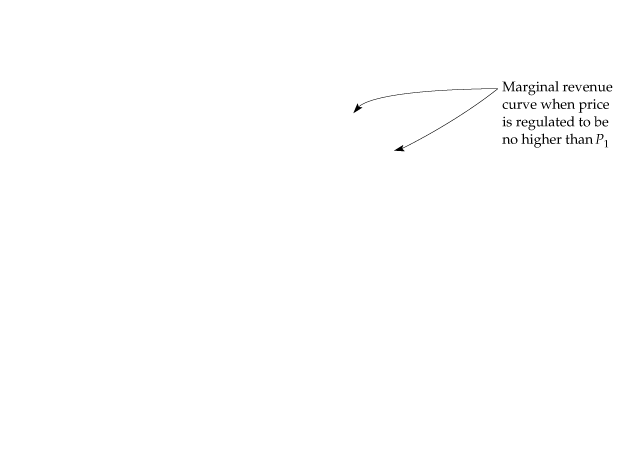 Marginal revenue
curve when price
is regulated to be
no higher than P₁